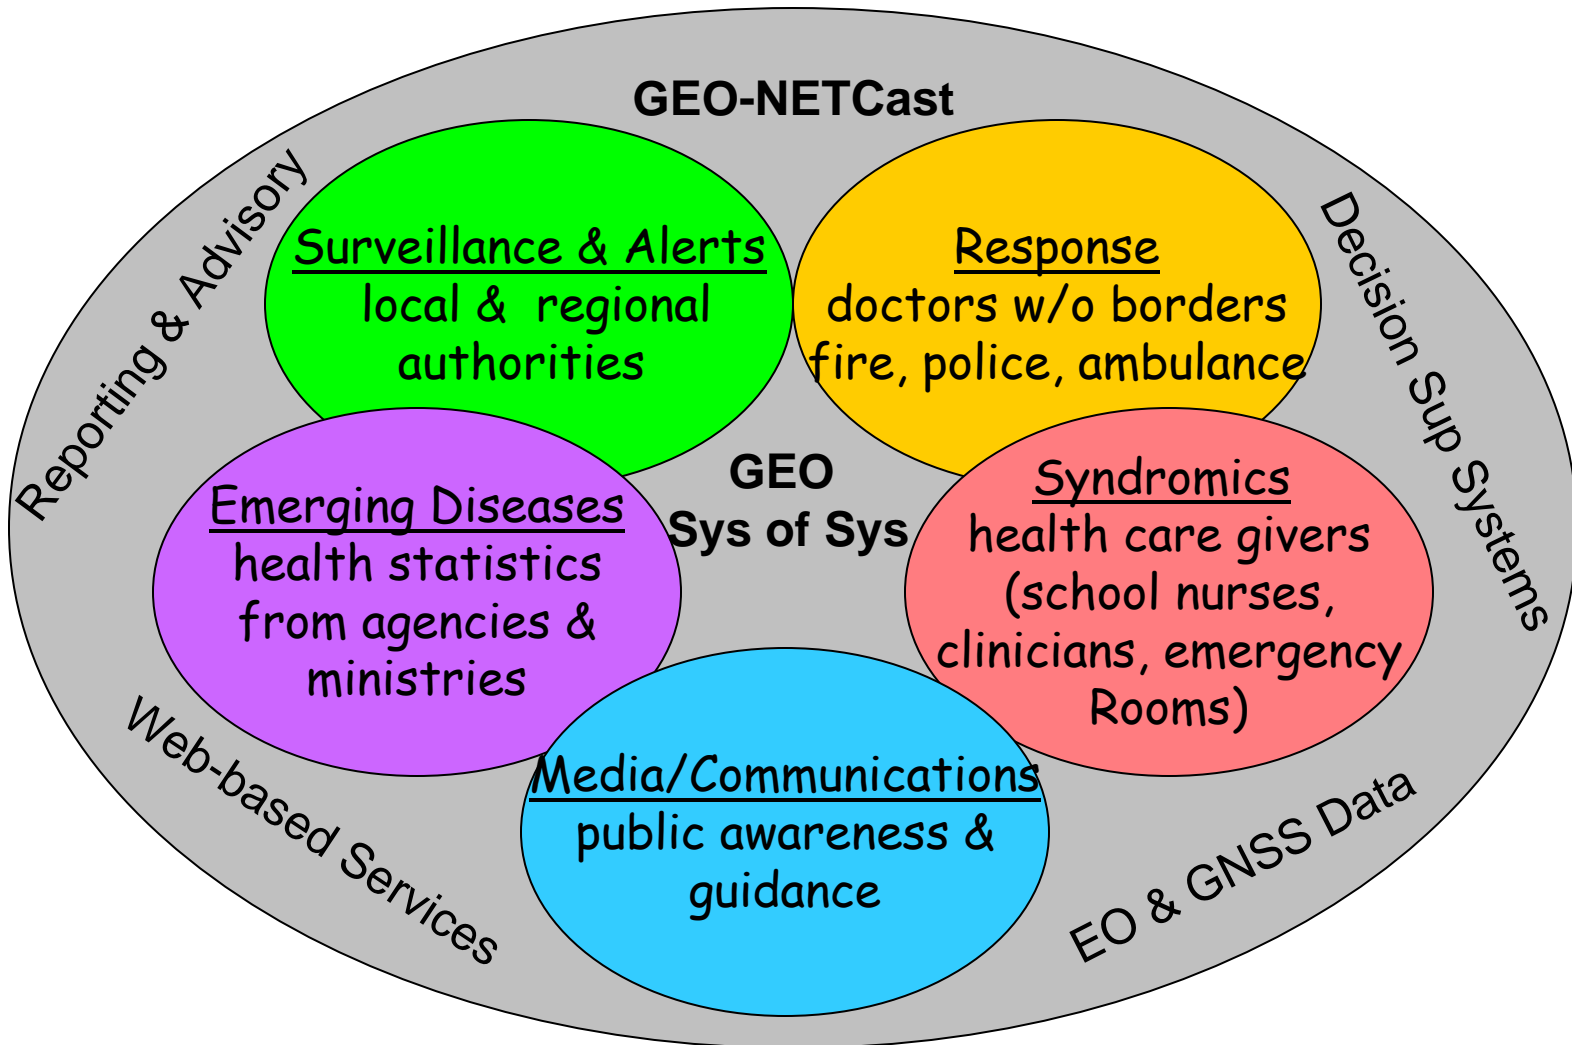 GEO-NETCast
Reporting & Advisory
Surveillance & Alerts
local & regional
authorities
Response
doctors w/o borders
fire, police, ambulance
Decision Sup Systems
GEO
Sys of Sys
Emerging Diseases
health statistics
from agencies &
ministries
Syndromics
health care givers
(school nurses,
clinicians, emergency
Rooms)
Media/Communications
public awareness &
guidance
Web-based Services
EO & GNSS Data